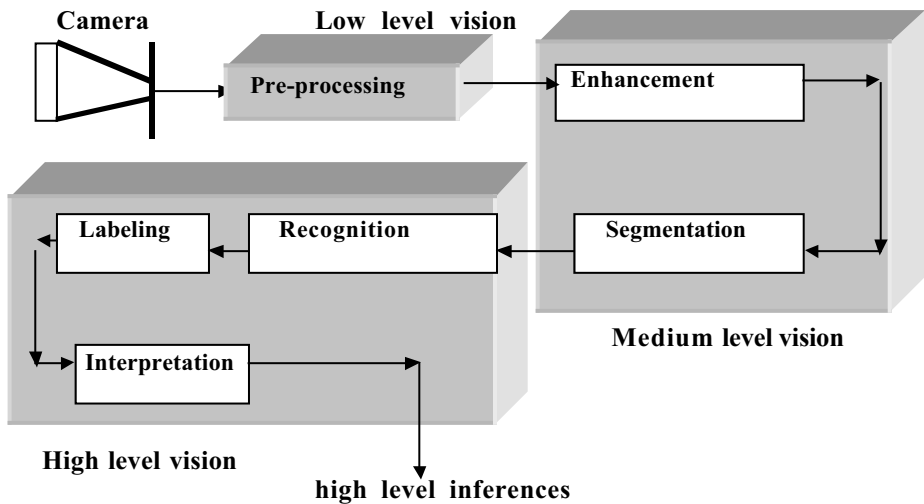 Camera
Low level vision
Pre-processing
Enhancement
Labeling
Recognition
Segmentation
Interpretation
Medium level vision
High level vision
high level inferences